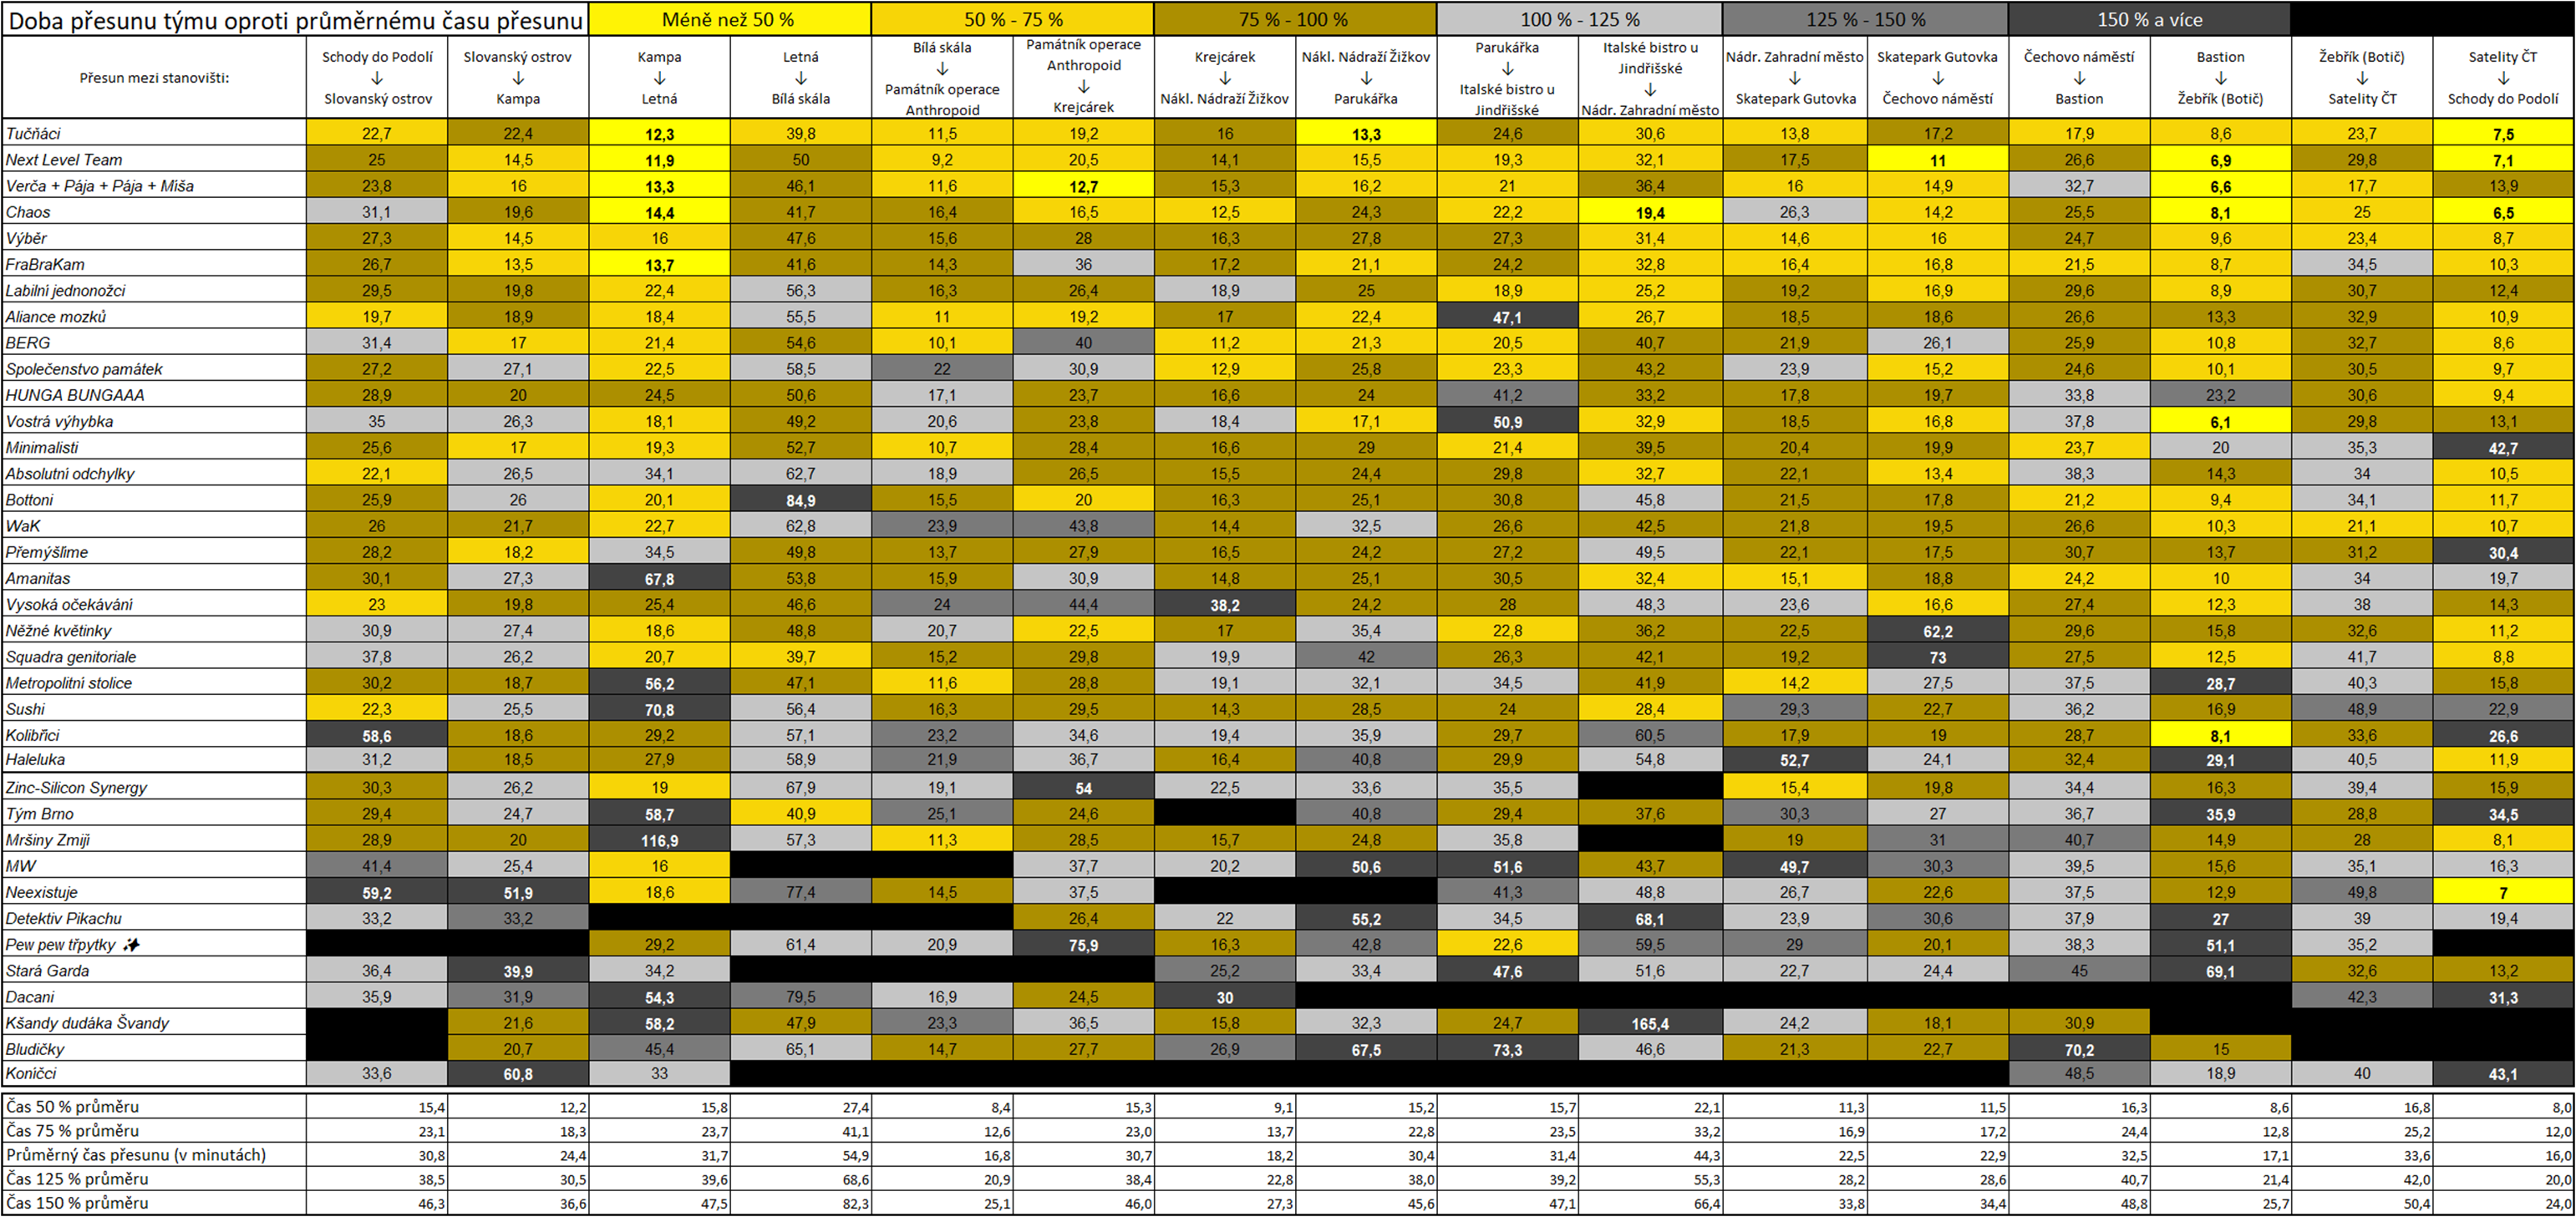 Doba přesunu týmu oproti průměrnému času přesunu Méně než 50 % 50 % - 75 % 75 % - 100 % 100 % - 125 % 125 % - 150 % 150 % a více
Přesun mezi stanovišti:
Schody do Podolí ↓ Slovanský ostrov
Slovanský ostrov ↓ Kampa
Kampa ↓ Letná
Letná ↓ Bílá skála
Bílá skála ↓ Památník operace Anthropoid
Památník operace Anthropoid ↓ Krejcárek
Krejcárek ↓ Nákl. Nádraží Žižkov
Nákl. Nádraží Žižkov ↓ Parukářka
Parukářka ↓ Italské bistro u Jindřišské
Italské bistro u Jindřišské ↓ Nádr. Zahradní město
Nádr. Zahradní město ↓ Skatepark Gutovka
Skatepark Gutovka ↓ Čechovo náměstí
Čechovo náměstí ↓ Bastion
Bastion ↓ Žebřík (Botič)
Žebřík (Botič) ↓ Satelity ČT
Satelity ČT ↓ Schody do Podolí
Tučňáci 22,7 22,4 12,3 39,8 11,5 19,2 16 13,3 24,6 30,6 13,8 17,2 17,9 8,6 23,7 7,5
Next Level Team 25 14,5 11,9 50 9,2 20,5 14,1 15,5 19,3 32,1 17,5 11 26,6 6,9 29,8 7,1
Verča + Pája + Pája + Míša 23,8 16 13,3 46,1 11,6 12,7 15,3 16,2 21 36,4 16 14,9 32,7 6,6 17,7 13,9
Chaos 31,1 19,6 14,4 41,7 16,4 16,5 12,5 24,3 22,2 19,4 26,3 14,2 25,5 8,1 25 6,5
Výběr 27,3 14,5 16 47,6 15,6 28 16,3 27,8 27,3 31,4 14,6 16 24,7 9,6 23,4 8,7
FraBraKam 26,7 13,5 13,7 41,6 14,3 36 17,2 21,1 24,2 32,8 16,4 16,8 21,5 8,7 34,5 10,3
Labilní jednonožci 29,5 19,8 22,4 56,3 16,3 26,4 18,9 25 18,9 25,2 19,2 16,9 29,6 8,9 30,7 12,4
Aliance mozků 19,7 18,9 18,4 55,5 11 19,2 17 22,4 47,1 26,7 18,5 18,6 26,6 13,3 32,9 10,9
BERG 31,4 17 21,4 54,6 10,1 40 11,2 21,3 20,5 40,7 21,9 26,1 25,9 10,8 32,7 8,6
Společenstvo památek 27,2 27,1 22,5 58,5 22 30,9 12,9 25,8 23,3 43,2 23,9 15,2 24,6 10,1 30,5 9,7
HUNGA BUNGAAA 28,9 20 24,5 50,6 17,1 23,7 16,6 24 41,2 33,2 17,8 19,7 33,8 23,2 30,6 9,4
Vostrá výhybka 35 26,3 18,1 49,2 20,6 23,8 18,4 17,1 50,9 32,9 18,5 16,8 37,8 6,1 29,8 13,1
Minimalisti 25,6 17 19,3 52,7 10,7 28,4 16,6 29 21,4 39,5 20,4 19,9 23,7 20 35,3 42,7
Absolutní odchylky 22,1 26,5 34,1 62,7 18,9 26,5 15,5 24,4 29,8 32,7 22,1 13,4 38,3 14,3 34 10,5
Bottoni 25,9 26 20,1 84,9 15,5 20 16,3 25,1 30,8 45,8 21,5 17,8 21,2 9,4 34,1 11,7
WaK 26 21,7 22,7 62,8 23,9 43,8 14,4 32,5 26,6 42,5 21,8 19,5 26,6 10,3 21,1 10,7
Přemýšlíme 28,2 18,2 34,5 49,8 13,7 27,9 16,5 24,2 27,2 49,5 22,1 17,5 30,7 13,7 31,2 30,4
Amanitas 30,1 27,3 67,8 53,8 15,9 30,9 14,8 25,1 30,5 32,4 15,1 18,8 24,2 10 34 19,7
Vysoká očekávání 23 19,8 25,4 46,6 24 44,4 38,2 24,2 28 48,3 23,6 16,6 27,4 12,3 38 14,3
Něžné květinky 30,9 27,4 18,6 48,8 20,7 22,5 17 35,4 22,8 36,2 22,5 62,2 29,6 15,8 32,6 11,2
Squadra genitoriale 37,8 26,2 20,7 39,7 15,2 29,8 19,9 42 26,3 42,1 19,2 73 27,5 12,5 41,7 8,8
Metropolitní stolice 30,2 18,7 56,2 47,1 11,6 28,8 19,1 32,1 34,5 41,9 14,2 27,5 37,5 28,7 40,3 15,8
Sushi 22,3 25,5 70,8 56,4 16,3 29,5 14,3 28,5 24 28,4 29,3 22,7 36,2 16,9 48,9 22,9
Kolibřící 58,6 18,6 29,2 57,1 23,2 34,6 19,4 35,9 29,7 60,5 17,9 19 28,7 8,1 33,6 26,6
Haleluka 31,2 18,5 27,9 58,9 21,9 36,7 16,4 40,8 29,9 54,8 52,7 24,1 32,4 29,1 40,5 11,9
Zinc-Silicon Synergy 30,3 26,2 19 67,9 19,1 54 22,5 33,6 35,5 15,4 19,8 34,4 16,3 39,4 15,9
Tým Brno 29,4 24,7 58,7 40,9 25,1 24,6 40,8 29,4 37,6 30,3 27 36,7 35,9 28,8 34,5
Mršiny Zmijí 28,9 20 116,9 57,3 11,3 28,5 15,7 24,8 35,8 19 31 40,7 14,9 28 8,1
MW 41,4 25,4 16 37,7 20,2 50,6 51,6 43,7 49,7 30,3 39,5 15,6 35,1 16,3
Neexistuje 59,2 51,9 18,6 77,4 14,5 37,5 41,3 48,8 26,7 22,6 37,5 12,9 49,8 7
Detektiv Pikachu 33,2 33,2 26,4 22 55,2 34,5 68,1 23,9 30,6 37,9 27 39 19,4
Pew pew třpytky ✨ 29,2 61,4 20,9 75,9 16,3 42,8 22,6 59,5 29 20,1 38,3 51,1 35,2
Stará Garda 36,4 39,9 34,2 25,2 33,4 47,6 51,6 22,7 24,4 45 69,1 32,6 13,2
Dacani 35,9 31,9 54,3 79,5 16,9 24,5 30 42,3 31,3
Kšandy dudáka Švandy 21,6 58,2 47,9 23,3 36,5 15,8 32,3 24,7 165,4 24,2 18,1 30,9
Bludičky 20,7 45,4 65,1 14,7 27,7 26,9 67,5 73,3 46,6 21,3 22,7 70,2 15
Koníčci 33,6 60,8 33 48,5 18,9 40 43,1
Čas 50 % průměru 15,4 12,2 15,8 27,4 8,4 15,3 9,1 15,2 15,7 22,1 11,3 11,5 16,3 8,6 16,8 8,0
Čas 75 % průměru 23,1 18,3 23,7 41,1 12,6 23,0 13,7 22,8 23,5 33,2 16,9 17,2 24,4 12,8 25,2 12,0
Průměrný čas přesunu (v minutách) 30,8 24,4 31,7 54,9 16,8 30,7 18,2 30,4 31,4 44,3 22,5 22,9 32,5 17,1 33,6 16,0
Čas 125 % průměru 38,5 30,5 39,6 68,6 20,9 38,4 22,8 38,0 39,2 55,3 28,2 28,6 40,7 21,4 42,0 20,0
Čas 150 % průměru 46,3 36,6 47,5 82,3 25,1 46,0 27,3 45,6 47,1 66,4 33,8 34,4 48,8 25,7 50,4 24,0